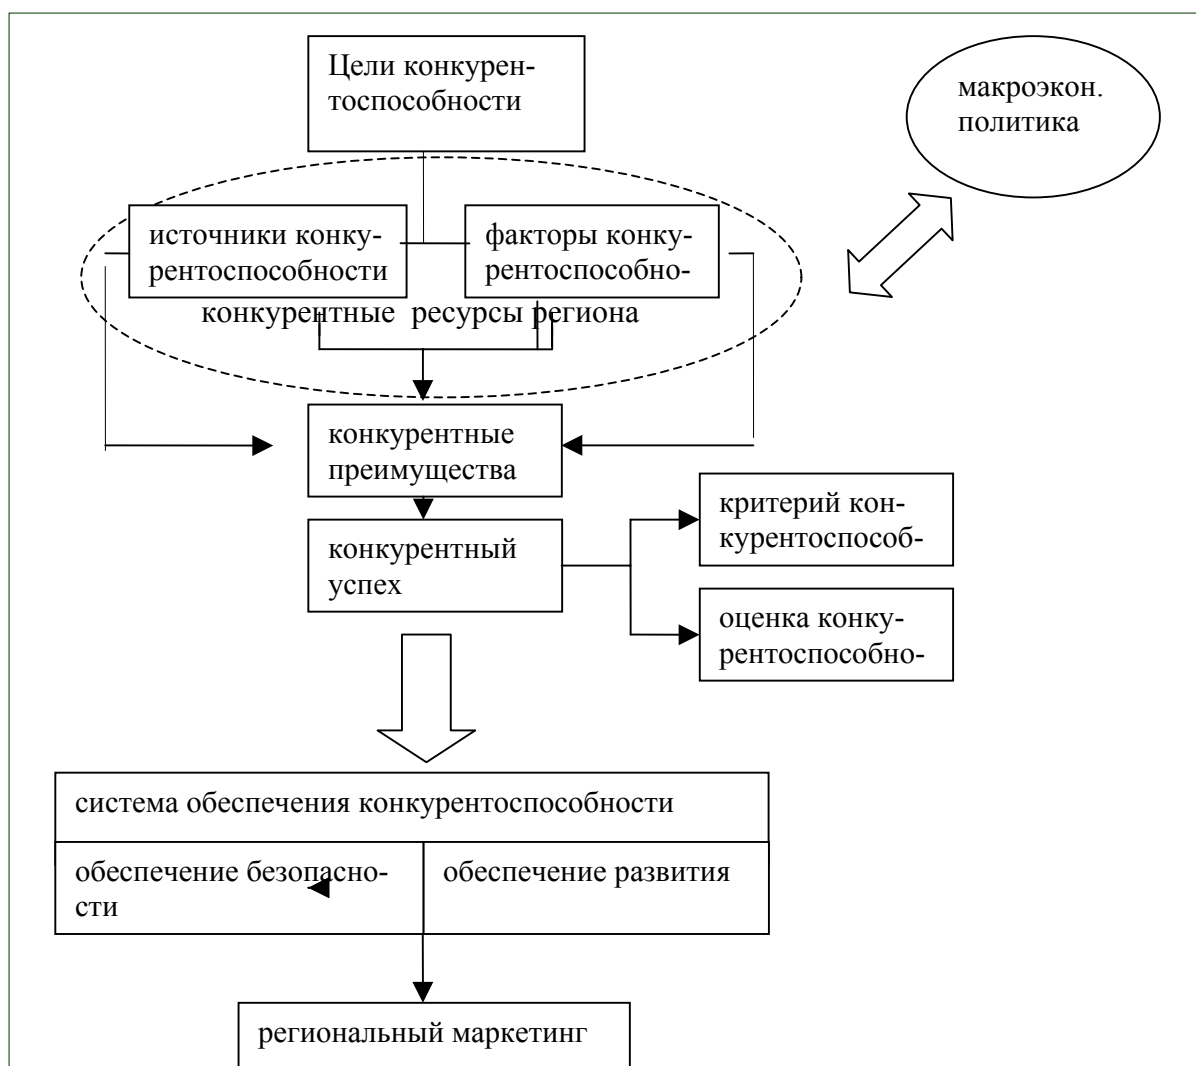 Цели конкурен-
тоспособности
макроэкон.
политика
источники конку-
рентоспособности
факторы конку-
рентоспособно-
конкурентные ресурсы региона
конкурентные
преимущества
конкурентный
успех
критерий кон-
курентоспособ-
оценка конку-
рентоспособно-
система обеспечения конкурентоспособности
обеспечение безопасно-
сти
обеспечение развития
региональный маркетинг